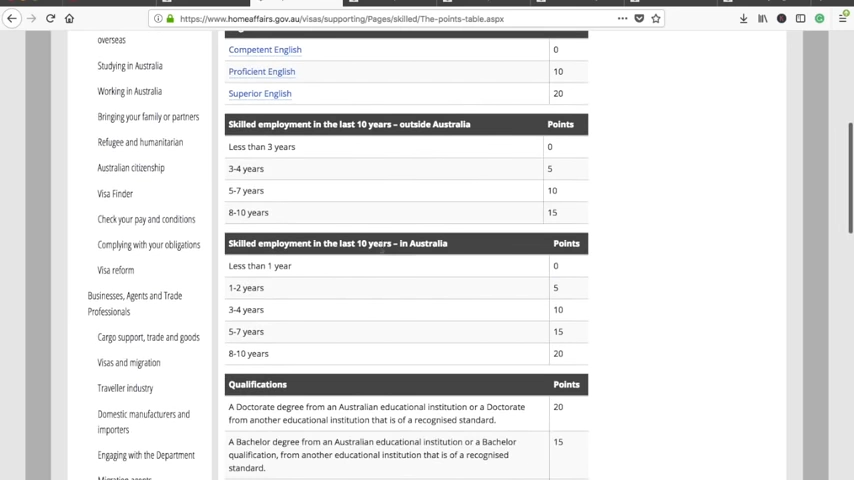 https://www.homeaffairs.gov.au/visas/supporting/Pages/skilled/The-points-table.aspx
overseas
Studying in Australia
Working in Australia
Bringing your family or partners
Refugee and humanitarian
Australian citizenship
Visa Finder
Check your pay and conditions
Complying with your obligations
Visa reform
Businesses, Agents and Trade
Professionals
Cargo support, trade and goods
Visas and migration
Traveller industry
Domestic manufacturers and
importers
Engaging with the Department
Migration agents
Competent English 0
Proficient English 10
Superior English 20
Skilled employment in the last 10 years – outside Australia Points
Less than 3 years 0
3-4 years 5
5-7 years 10
8-10 years 15
Skilled employment in the last 10 years – in Australia Points
Less than 1 year 0
1-2 years 5
3-4 years 10
5-7 years 15
8-10 years 20
Qualifications Points
A Doctorate degree from an Australian educational institution or a Doctorate 20
from another educational institution that is of a recognised standard.
A Bachelor degree from an Australian educational institution or a Bachelor 15
qualification, from another educational institution that is of a recognised
standard.